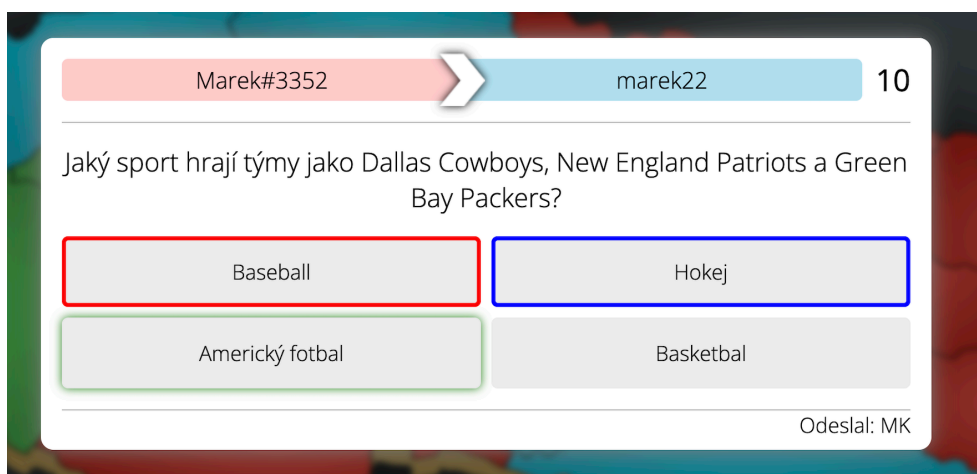 Marek#3352
marek22
10
Jaký sport hrají týmy jako Dallas Cowboys, New England Patriots a Green
Bay Packers?
Baseball
Hokej
Americký fotbal
Basketbal
Odeslal: MK